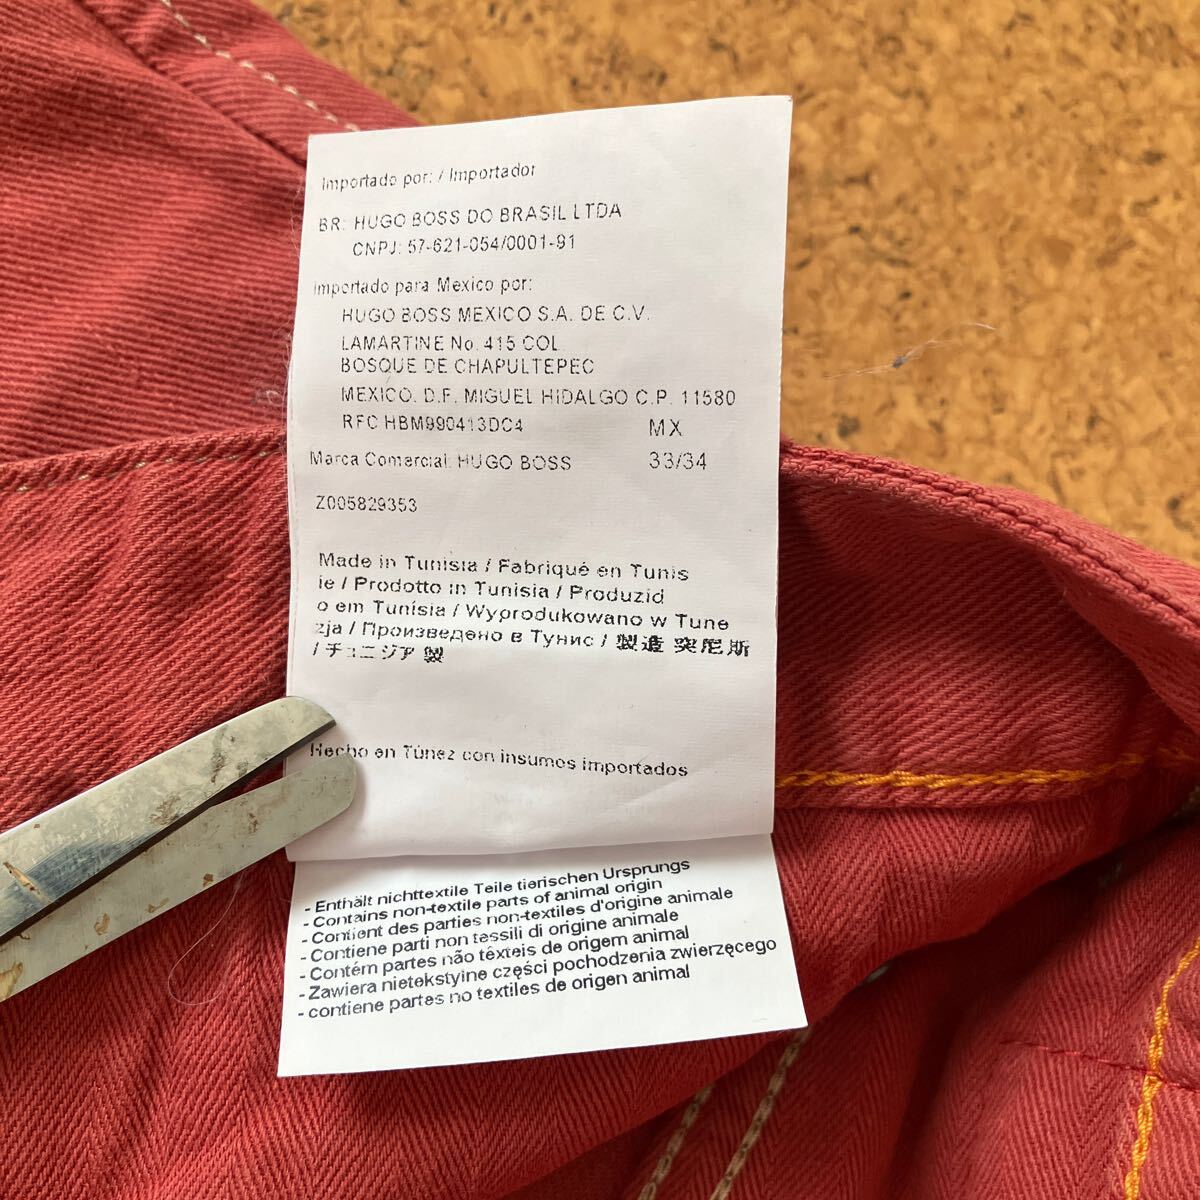 Importado por: / Importador
BR: HUGO BOSS DO BRASIL LTDA
CNPJ: 57-621-054/0001-91
Importado para Mexico por:
HUGO BOSS MEXICO S.A. DE C.V.
LAMARTINE No. 415 COL.
BOSQUE DE CHAPULTEPEC
MEXICO. D.F. MIGUEL HIDALGO C.P. 11580
RFC HBM990413DC4 MX
Marca Comercial: HUGO BOSS 33/34
Z005829353
Made in Tunisia / Fabriqué en Tunis
ie / Prodotto in Tunisia / Produzid
o em Tunísia / Wyprodukowano w Tune
zja / Произведено в Тунис / 製造 突尼斯
/ チュニジア 製
Hecho en Túnez con insumos importados
- Enthält nichttextile Teile tierischen Ursprungs
- Contains non-textile parts of animal origin
- Contient des parties non-textiles d'origine animale
- Contiene parti non tessili di origine animale
- Contém partes não têxteis de origem animal
- Zawiera nietekstylne części pochodzenia zwierzęcego
- contiene partes no textiles de origen animal